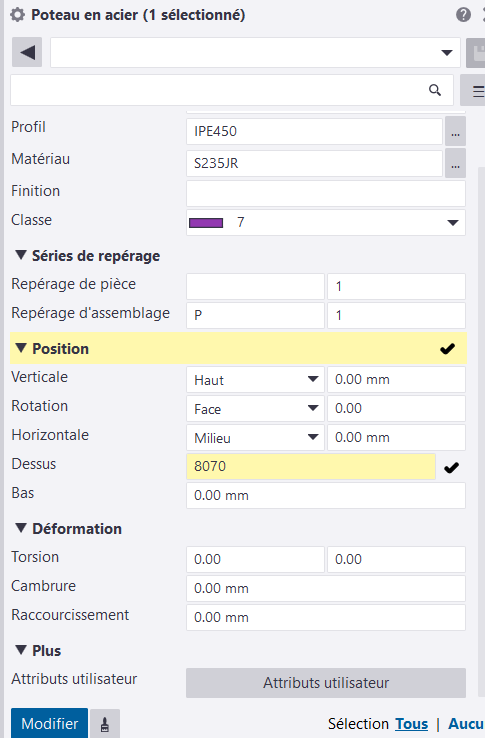 Poteau en acier (1 sélectionné)
Profil IPE450 ...
Matériau S235JR ...
Finition
Classe 7
Séries de repérage
Repérage de pièce 1
Repérage d'assemblage P 1
Position
Verticale Haut 0.00 mm
Rotation Face 0.00
Horizontale Milieu 0.00 mm
Dessus 8070
Bas 0.00 mm
Déformation
Torsion 0.00 0.00
Cambrure 0.00 mm
Raccourcissement 0.00 mm
Plus
Attributs utilisateur Attributs utilisateur
Modifier Sélection Tous | Aucu